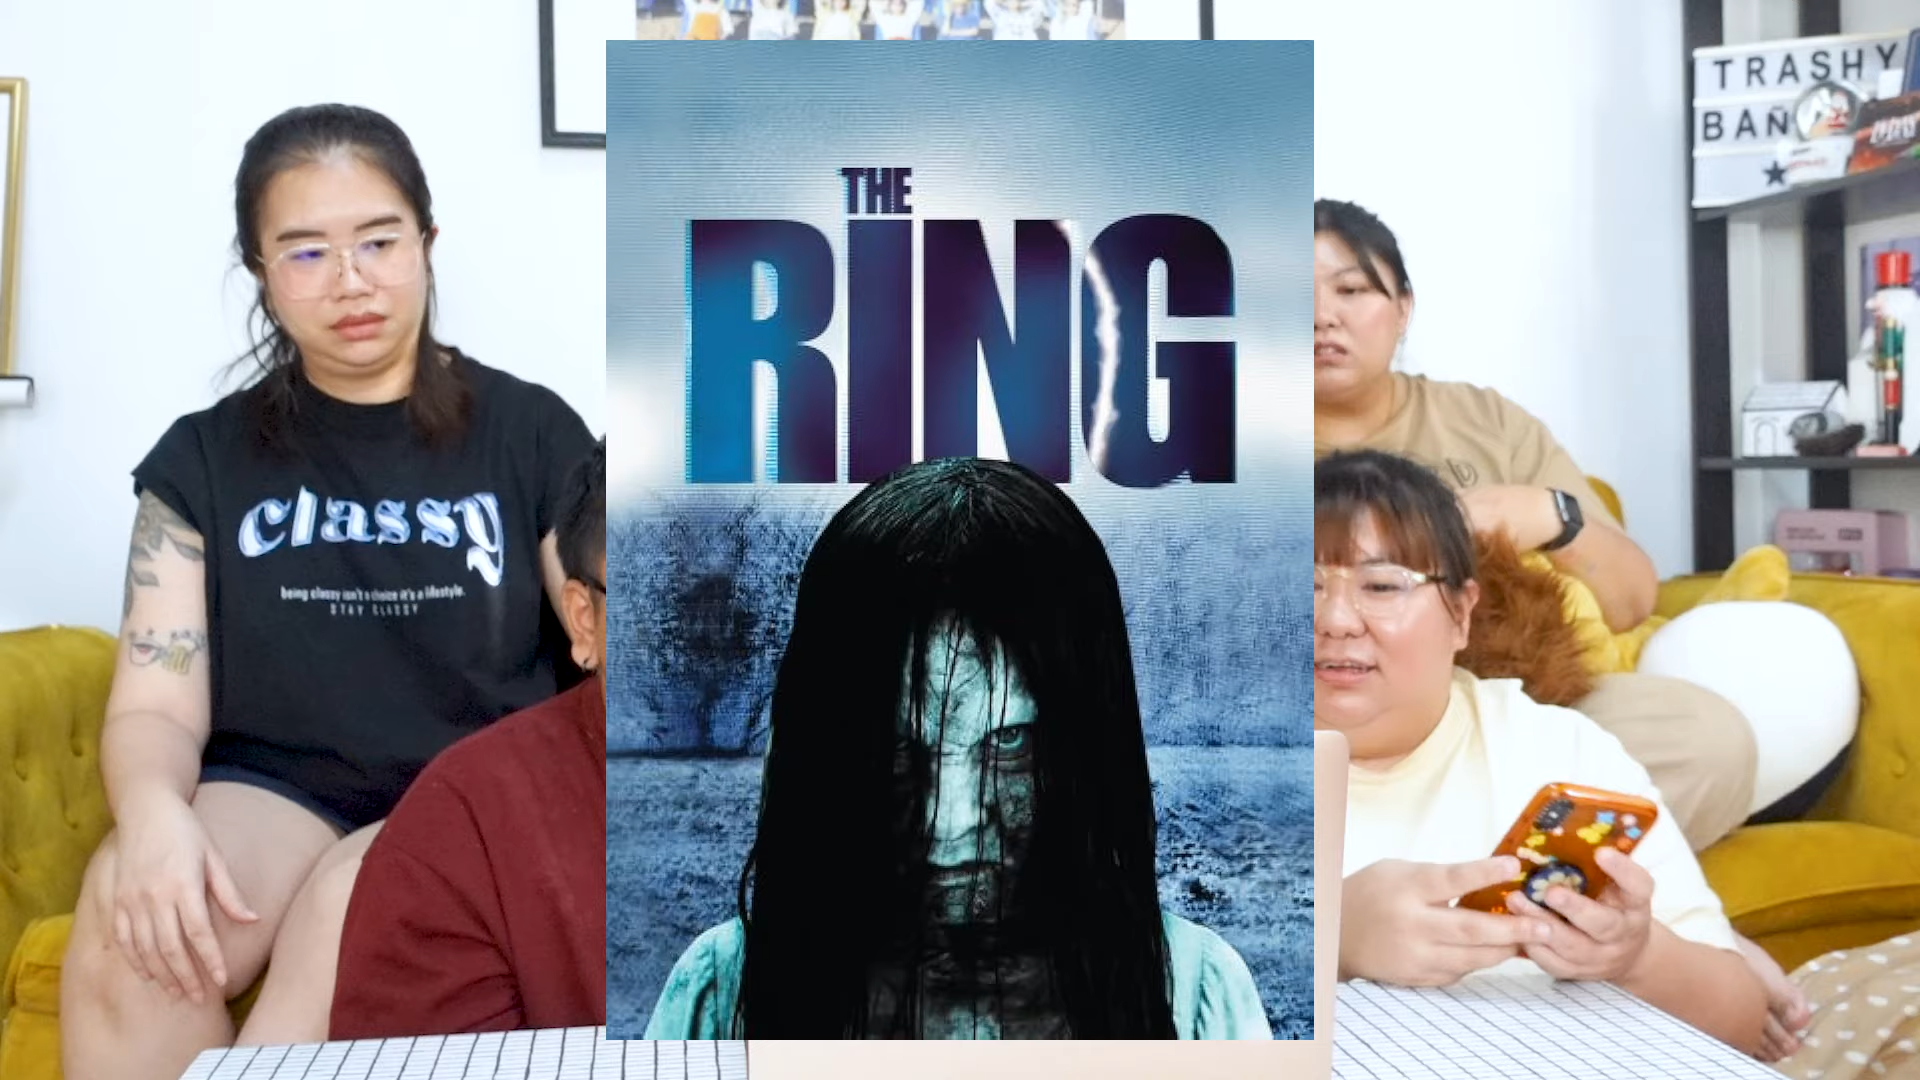 THE
RING
TRASHY
BAÑ
classy
being classy isn't a choice it's a lifestyle.
STAY CLASSY